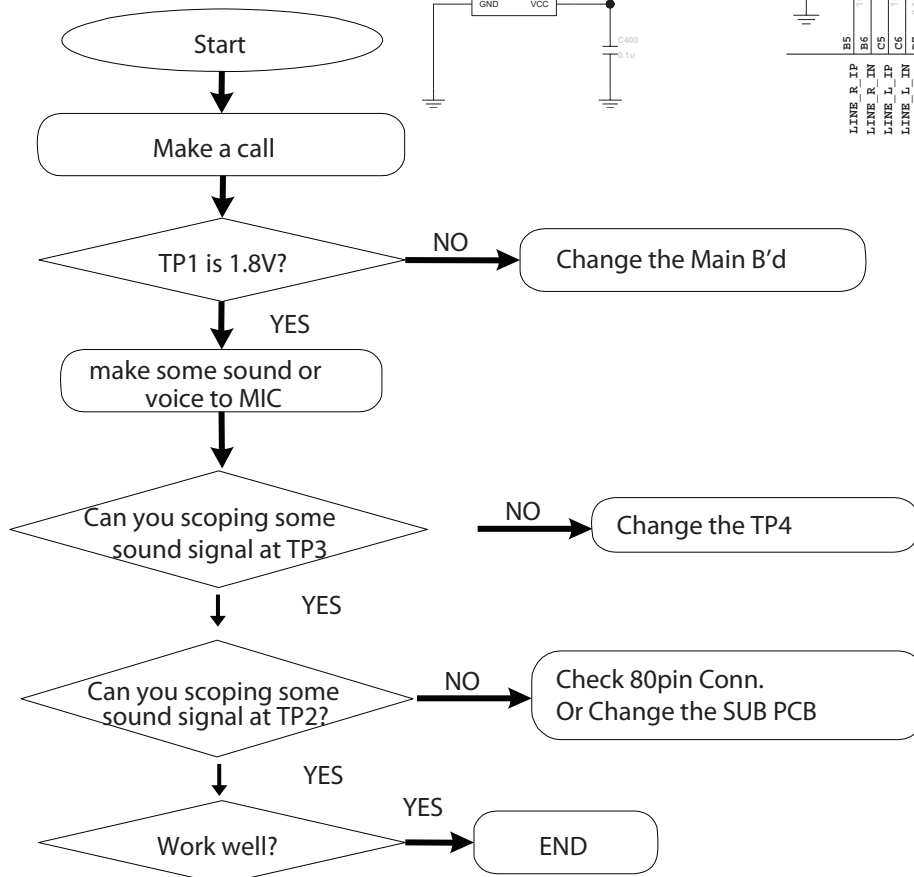 GND VCC
C400
0.1u
B5
B6
C5
C6
LINE_R_IP
LINE_R_IN
LINE_L_IP
LINE_L_IN
Start
Make a call
TP1 is 1.8V?
NO
Change the Main B’d
YES
make some sound or
voice to MIC
Can you scoping some
sound signal at TP3
NO
Change the TP4
YES
Can you scoping some
sound signal at TP2?
NO
Check 80pin Conn.
Or Change the SUB PCB
YES
Work well?
YES
END